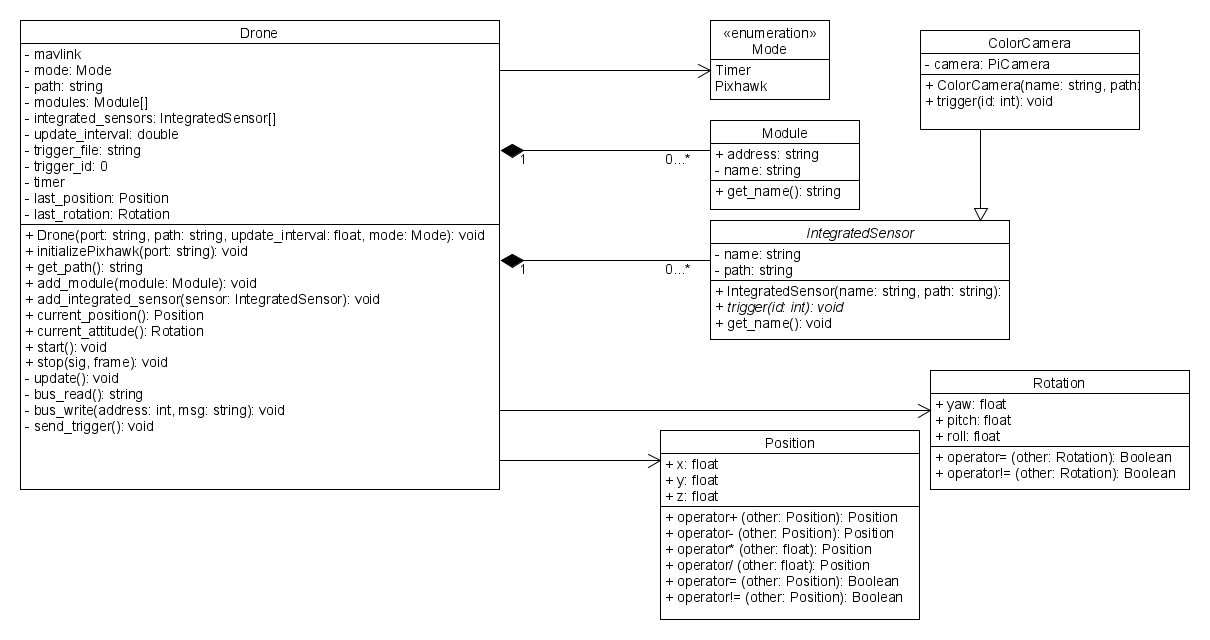 Drone
- mavlink
- mode: Mode
- path: string
- modules: Module[]
- integrated_sensors: IntegratedSensor[]
- update_interval: double
- trigger_file: string
- trigger_id: 0
- timer
- last_position: Position
- last_rotation: Rotation
+ Drone(port: string, path: string, update_interval: float, mode: Mode): void
+ initializePixhawk(port: string): void
+ get_path(): string
+ add_module(module: Module): void
+ add_integrated_sensor(sensor: IntegratedSensor): void
+ current_position(): Position
+ current_attitude(): Rotation
+ start(): void
+ stop(sig, frame): void
- update(): void
- bus_read(): string
- bus_write(address: int, msg: string): void
- send_trigger(): void
«enumeration»
Mode
Timer
Pixhawk
ColorCamera
- camera: PiCamera
+ ColorCamera(name: string, path:
+ trigger(id: int): void
1
0...*
Module
+ address: string
- name: string
+ get_name(): string
1
0...*
IntegratedSensor
- name: string
- path: string
+ IntegratedSensor(name: string, path: string):
+ trigger(id: int): void
+ get_name(): void
Rotation
+ yaw: float
+ pitch: float
+ roll: float
+ operator= (other: Rotation): Boolean
+ operator!= (other: Rotation): Boolean
Position
+ x: float
+ y: float
+ z: float
+ operator+ (other: Position): Position
+ operator- (other: Position): Position
+ operator* (other: float): Position
+ operator/ (other: float): Position
+ operator= (other: Position): Boolean
+ operator!= (other: Position): Boolean